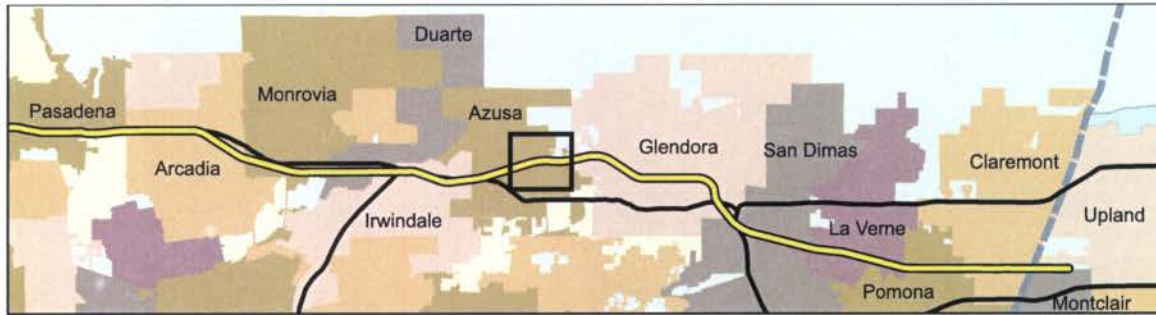 Duarte
Monrovia
Pasadena
Azusa
Glendora
San Dimas
Claremont
Arcadia
Irwindale
La Verne
Upland
Pomona
Montclair